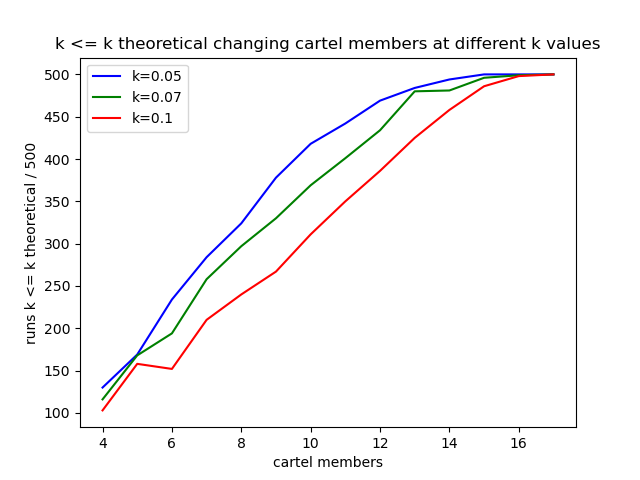 k <= k theoretical changing cartel members at different k values
k=0.05
k=0.07
k=0.1
runs k <= k theoretical / 500
500
450
400
350
300
250
200
150
100
4 6 8 10 12 14 16
cartel members